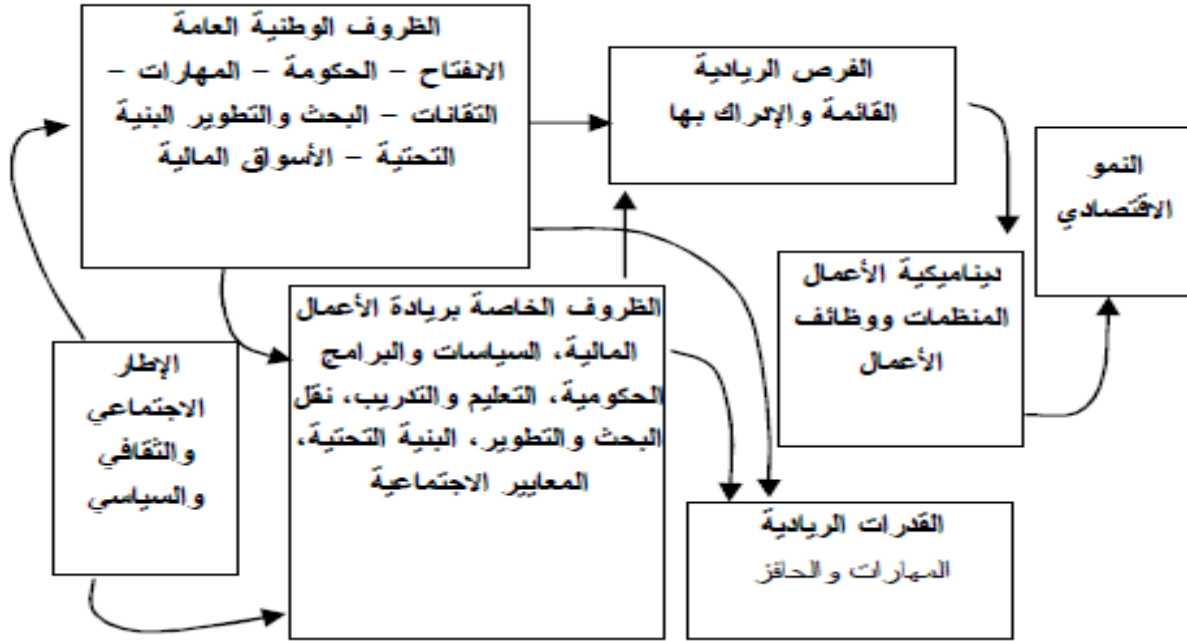 الظروف الوطنية العامة
الانفتاح – الحكومة – المهارات –
التقانات – البحث والتطوير البنية
التحتية – الأسواق المالية
الفرص الريادية
القائمة والإدراك بها
النمو
الاقتصادي
ديناميكية الأعمال
المنظمات ووظائف
الأعمال
الظروف الخاصة بريادة الأعمال
المالية، السياسات والبرامج
الحكومية، التعليم والتدريب، نقل
البحث والتطوير، البنية التحتية،
المعايير الاجتماعية
الإطار
الاجتماعي
والثقافي
والسياسي
القدرات الريادية
المهارات والحافز